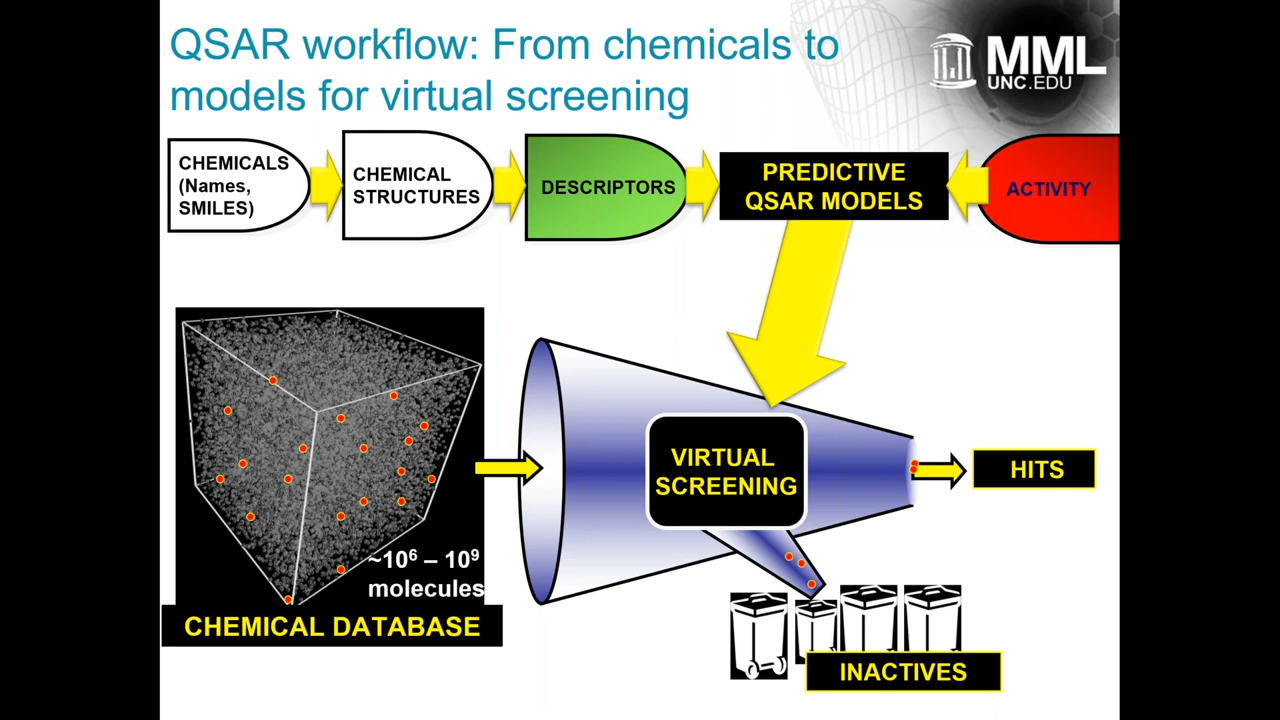 QSAR workflow: From chemicals to
models for virtual screening
MML
UNC.EDU
CHEMICALS
(Names,
SMILES)
CHEMICAL
STRUCTURES
DESCRIPTORS
PREDICTIVE
QSAR MODELS
ACTIVITY
~10⁶ – 10⁹
molecules
CHEMICAL DATABASE
VIRTUAL
SCREENING
HITS
INACTIVES